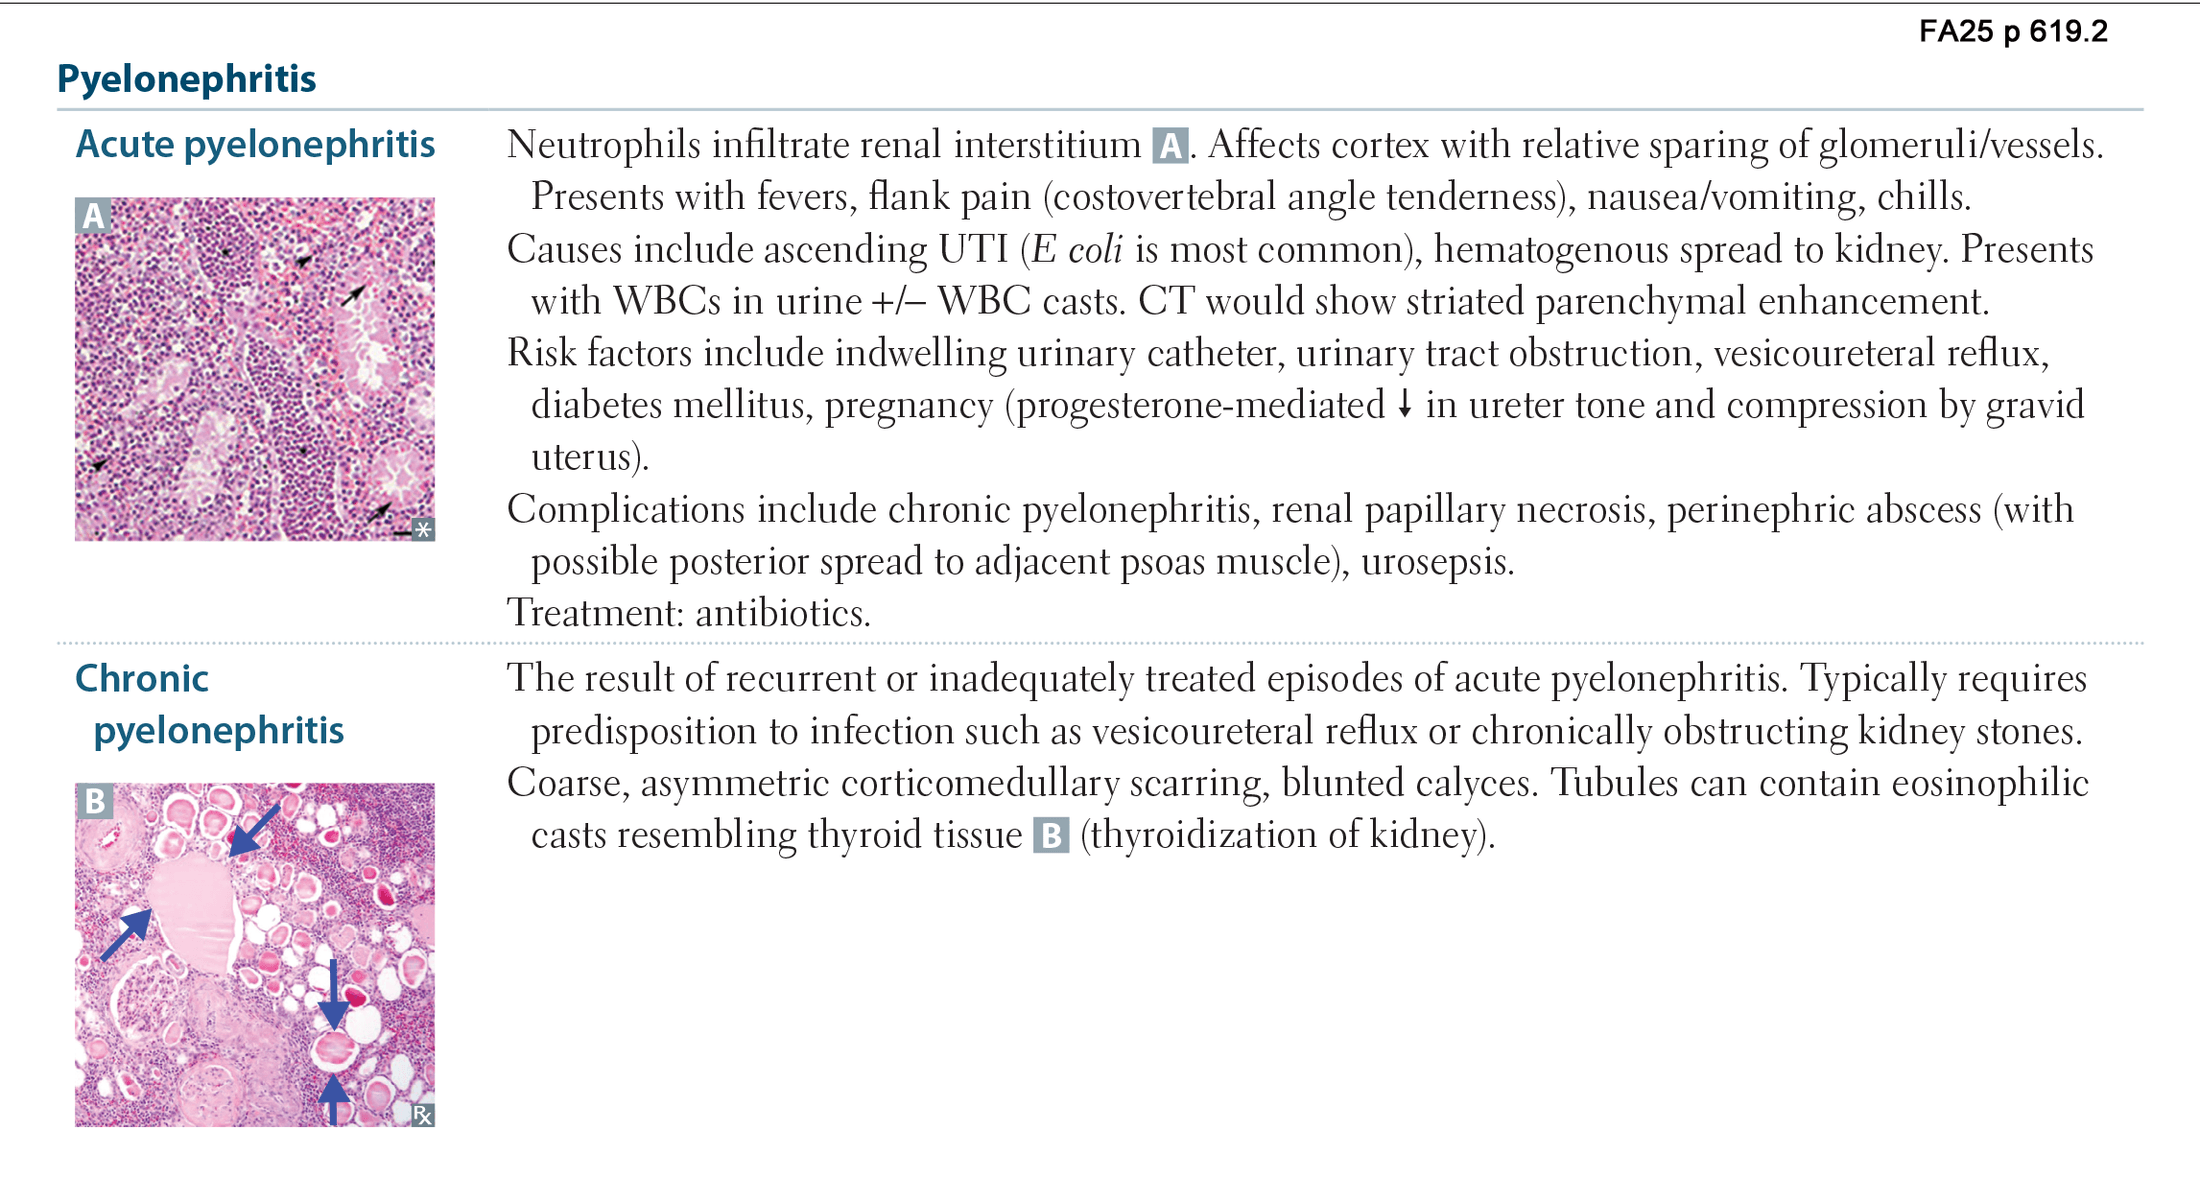 FA25 p 619.2
Pyelonephritis
Acute pyelonephritis
A
*
Neutrophils infiltrate renal interstitium A. Affects cortex with relative sparing of glomeruli/vessels.
Presents with fevers, flank pain (costovertebral angle tenderness), nausea/vomiting, chills.
Causes include ascending UTI (E coli is most common), hematogenous spread to kidney. Presents
with WBCs in urine +/– WBC casts. CT would show striated parenchymal enhancement.
Risk factors include indwelling urinary catheter, urinary tract obstruction, vesicoureteral reflux,
diabetes mellitus, pregnancy (progesterone-mediated ↓ in ureter tone and compression by gravid
uterus).
Complications include chronic pyelonephritis, renal papillary necrosis, perinephric abscess (with
possible posterior spread to adjacent psoas muscle), urosepsis.
Treatment: antibiotics.
Chronic
pyelonephritis
B
Rx
The result of recurrent or inadequately treated episodes of acute pyelonephritis. Typically requires
predisposition to infection such as vesicoureteral reflux or chronically obstructing kidney stones.
Coarse, asymmetric corticomedullary scarring, blunted calyces. Tubules can contain eosinophilic
casts resembling thyroid tissue B (thyroidization of kidney).